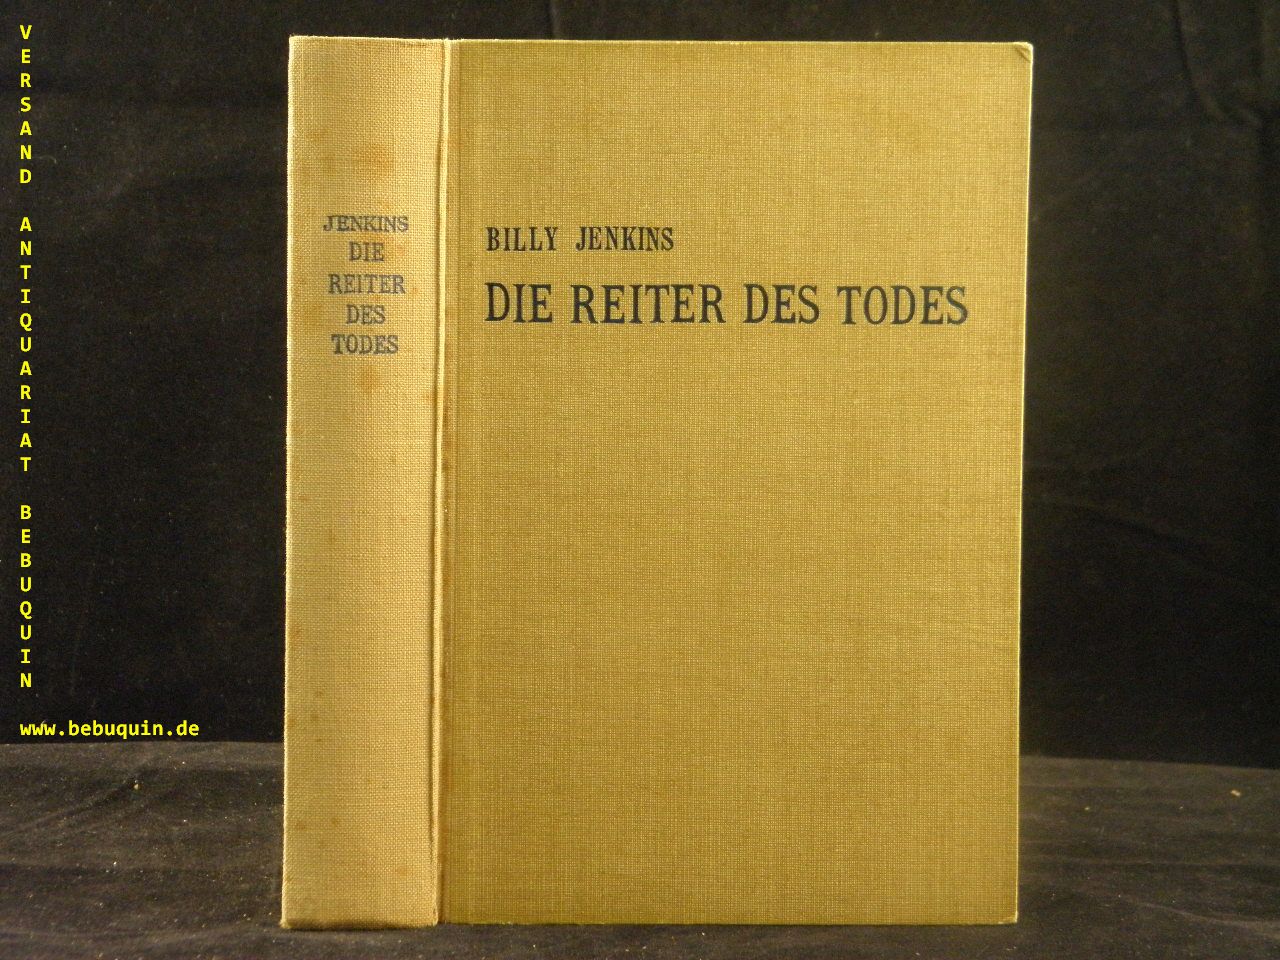 VERSAND ANTIQUARIAT BEBUQUIN
www.bebuquin.de
JENKINS
DIE
REITER
DES
TODES
BILLY JENKINS
DIE REITER DES TODES